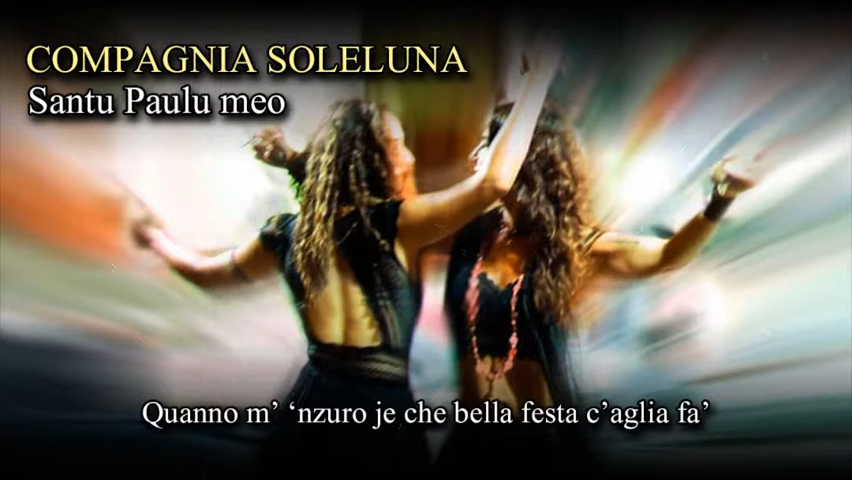 COMPAGNIA SOLELUNA
Santu Paulu meo
Quanno m’ ‘nzuro je che bella festa c’aglia fa’